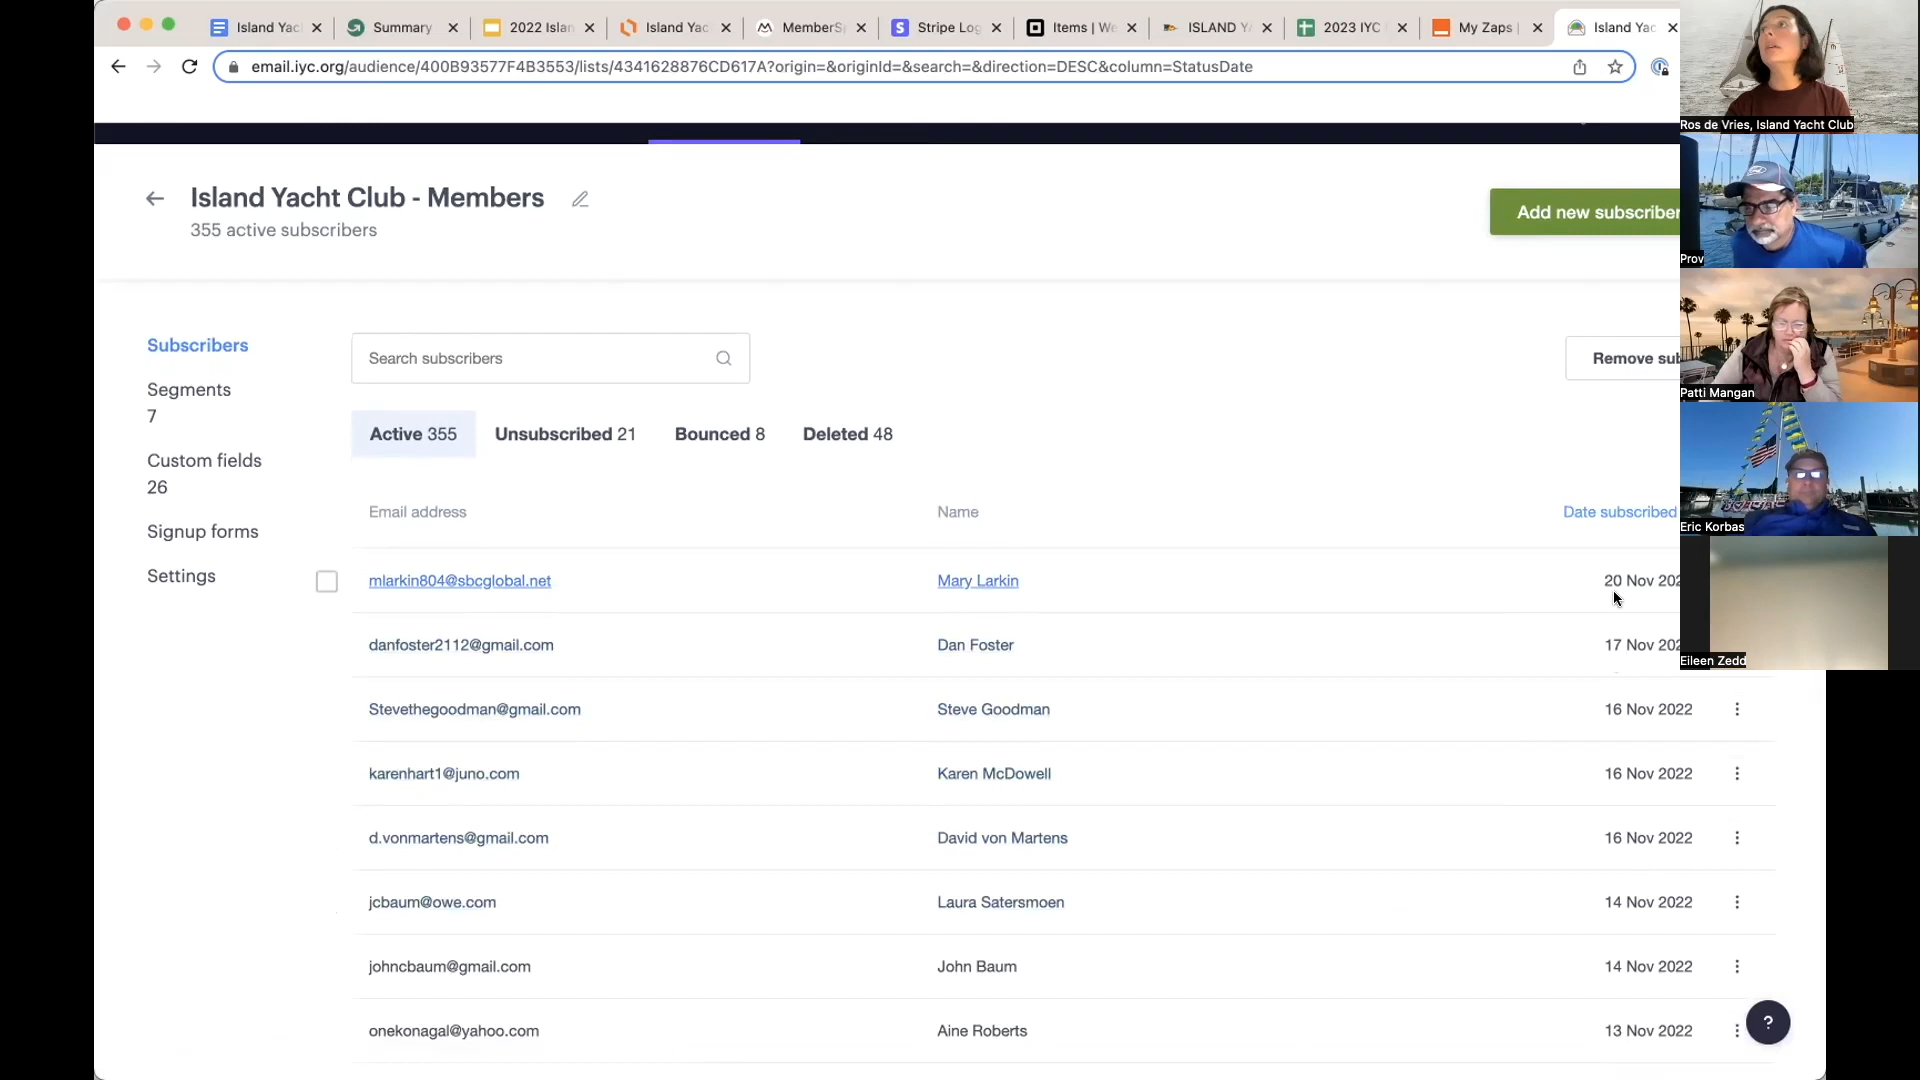 Island Yac
Summary
2022 Islan
Island Yac
MemberSp
Stripe Log
Items | We
ISLAND Y
2023 IYC
My Zaps |
Island Yac
email.iyc.org/audience/400B93577F4B3553/lists/4341628876CD617A?origin=&originId=&search=&direction=DESC&column=StatusDate
Ros de Vries, Island Yacht Club
Island Yacht Club - Members
355 active subscribers
Add new subscriber
Prov
Subscribers
Segments
7
Custom fields
26
Signup forms
Settings
Search subscribers
Remove sub
Patti Mangan
Active 355
Unsubscribed 21
Bounced 8
Deleted 48
Email address
Name
Date subscribed
Eric Korbas
mlarkin804@sbcglobal.net
Mary Larkin
20 Nov 202
danfoster2112@gmail.com
Dan Foster
17 Nov 202
Eileen Zedd
Stevethegoodman@gmail.com
Steve Goodman
16 Nov 2022
karenhart1@juno.com
Karen McDowell
16 Nov 2022
d.vonmartens@gmail.com
David von Martens
16 Nov 2022
jcbaum@owe.com
Laura Satersmoen
14 Nov 2022
johncbaum@gmail.com
John Baum
14 Nov 2022
onekonagal@yahoo.com
Aine Roberts
13 Nov 2022
?